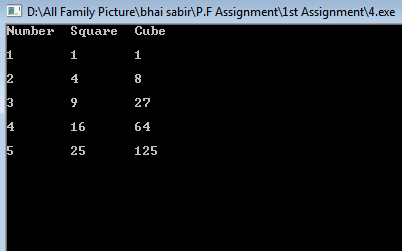 D:\All Family Picture\bhai sabir\P.F Assignment\1st Assignment\4.exe
Number Square Cube
1 1 1
2 4 8
3 9 27
4 16 64
5 25 125